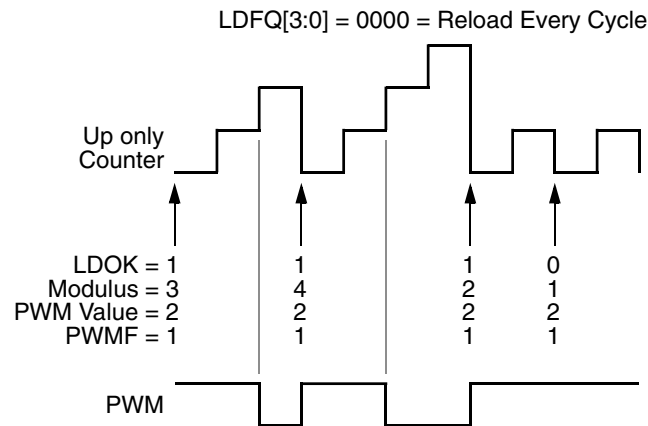 LDFQ[3:0] = 0000 = Reload Every Cycle
Up only
Counter
LDOK = 1 1 1 0
Modulus = 3 4 2 1
PWM Value = 2 2 2 2
PWMF = 1 1 1 1
PWM